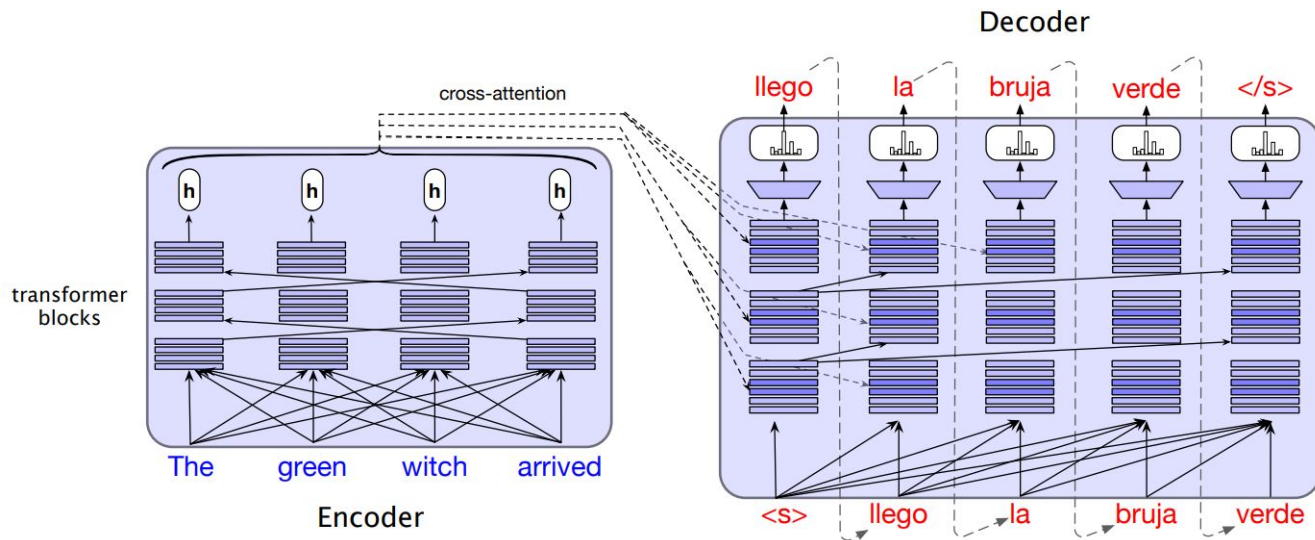 Decoder
llego la bruja verde </s>
cross-attention
h h h h
transformer
blocks
The green witch arrived
Encoder
<s> llego la bruja verde